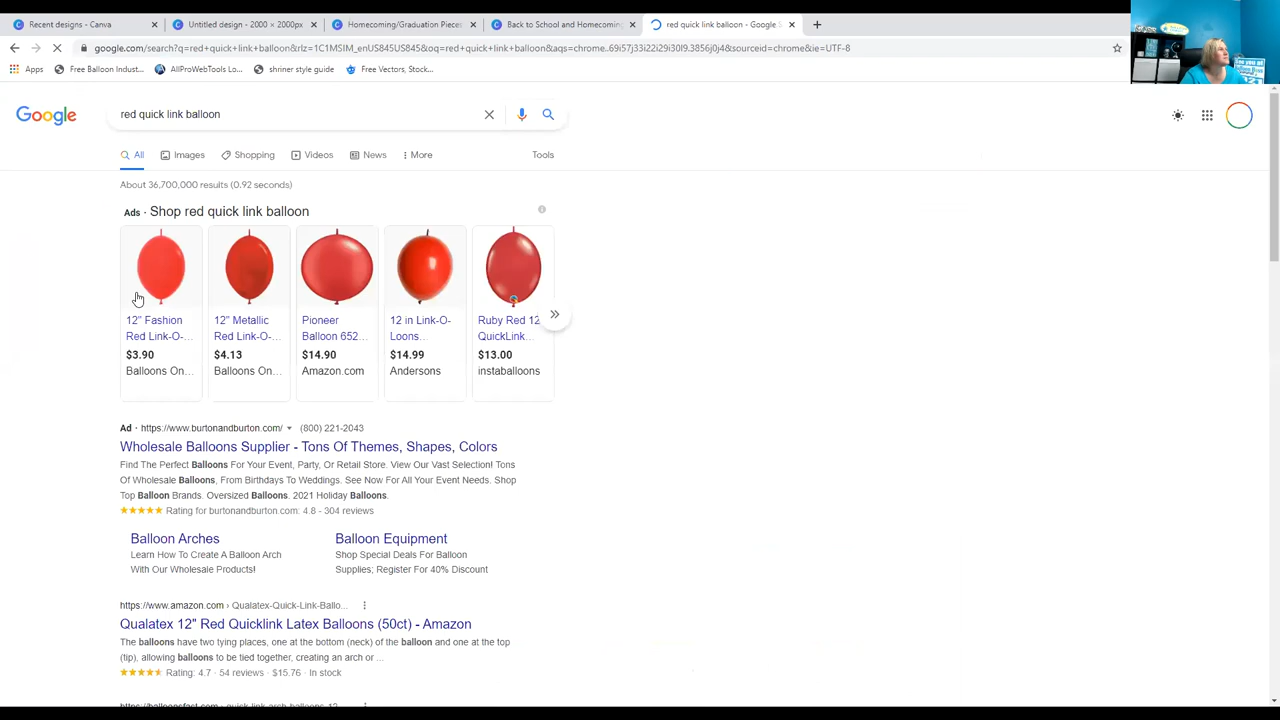 Recent designs - Canva
Untitled design - 2000 × 2000px
Homecoming/Graduation Pieces
Back to School and Homecoming
red quick link balloon - Google S
google.com/search?q=red+quick+link+balloon&rlz=1C1MSIM_enUS845US845&oq=red+quick+link+balloon&aqs=chrome..69i57j33i22i29i30l9.3856j0j4&sourceid=chrome&ie=UTF-8
Apps
Free Balloon Indust...
AllProWebTools Lo...
shriner style guide
Free Vectors, Stock...
Google
red quick link balloon
All
Images
Shopping
Videos
News
More
Tools
About 36,700,000 results (0.92 seconds)
Ads · Shop red quick link balloon
12" Fashion
Red Link-O-...
$3.90
Balloons On...
12" Metallic
Red Link-O-...
$4.13
Balloons On...
Pioneer
Balloon 652...
$14.90
Amazon.com
12 in Link-O-
Loons...
$14.99
Andersons
Ruby Red 12
QuickLink...
$13.00
instaballoons
Ad · https://www.burtonandburton.com/ (800) 221-2043
Wholesale Balloons Supplier - Tons Of Themes, Shapes, Colors
Find The Perfect Balloons For Your Event, Party, Or Retail Store. View Our Vast Selection! Tons
Of Wholesale Balloons, From Birthdays To Weddings. See Now For All Your Event Needs. Shop
Top Balloon Brands. Oversized Balloons. 2021 Holiday Balloons.
Rating for burtonandburton.com: 4.8 - 304 reviews
Balloon Arches
Learn How To Create A Balloon Arch
With Our Wholesale Products!
Balloon Equipment
Shop Special Deals For Balloon
Supplies; Register For 40% Discount
https://www.amazon.com › Qualatex-Quick-Link-Ballo...
Qualatex 12" Red Quicklink Latex Balloons (50ct) - Amazon
The balloons have two tying places, one at the bottom (neck) of the balloon and one at the top
(tip), allowing balloons to be tied together, creating an arch or ...
Rating: 4.7 · 54 reviews · $15.76 · In stock
https://balloonsfast.com › quick-link-arch-balloons-12...